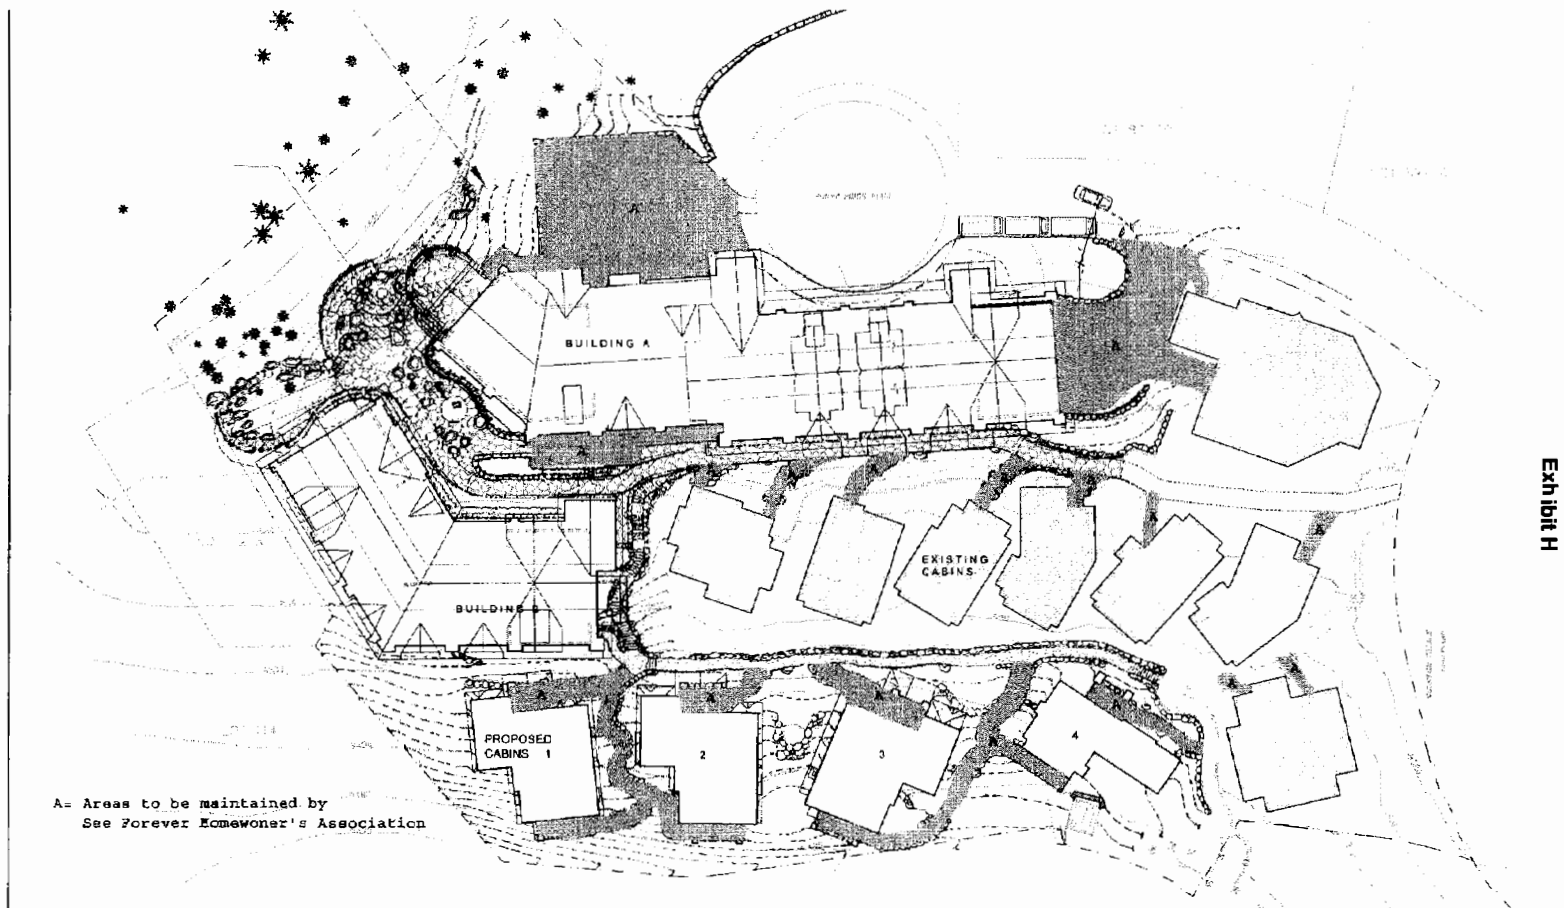 A
A
BUILDING A
A
A
A
A
A
A
A
A
Exhibit H
EXISTING
CABINS
BUILDING B
A
A
A
A
A
A
PROPOSED
CABINS 1
2
3
4
A
A= Areas to be maintained by
See Forever Homewoner's Association